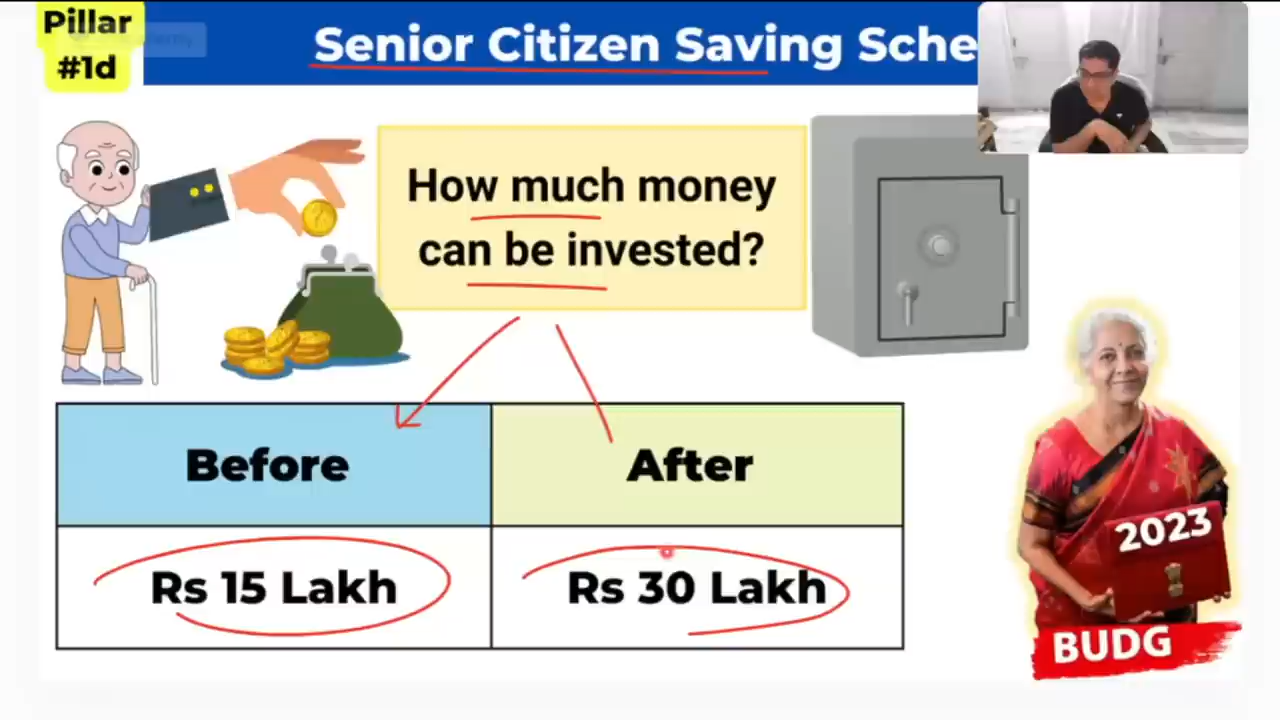 Pillar
#1d
Senior Citizen Saving Sche
How much money
can be invested?
Before
After
Rs 15 Lakh
Rs 30 Lakh
2023
BUDG